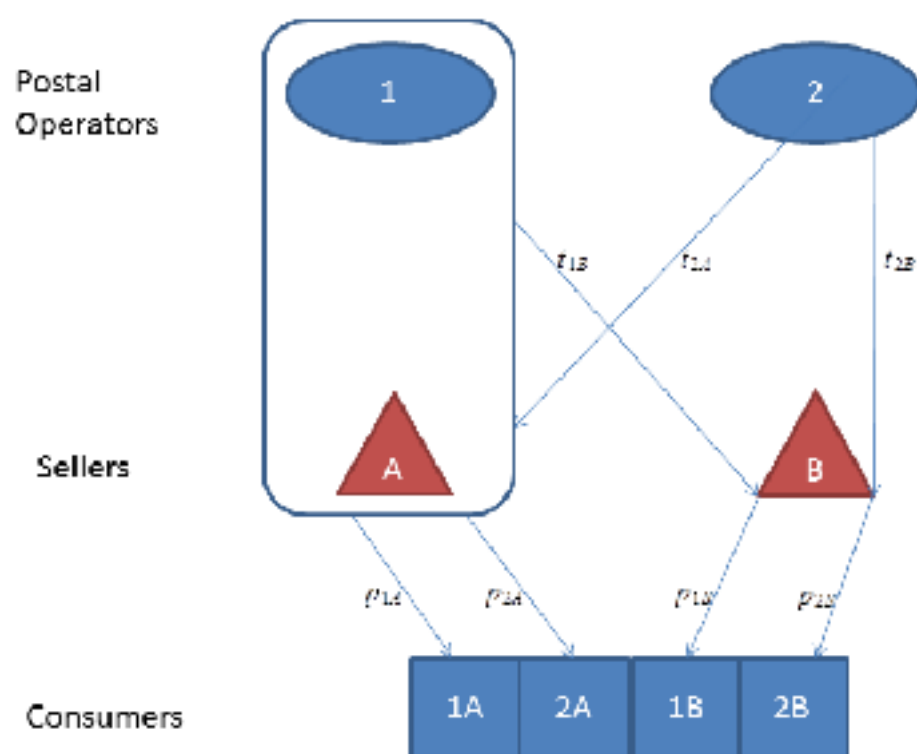 Postal
Operators
1
2
t1B
t2A
t2B
Sellers
A
B
p1A
p2A
p1B
p2B
Consumers
1A
2A
1B
2B